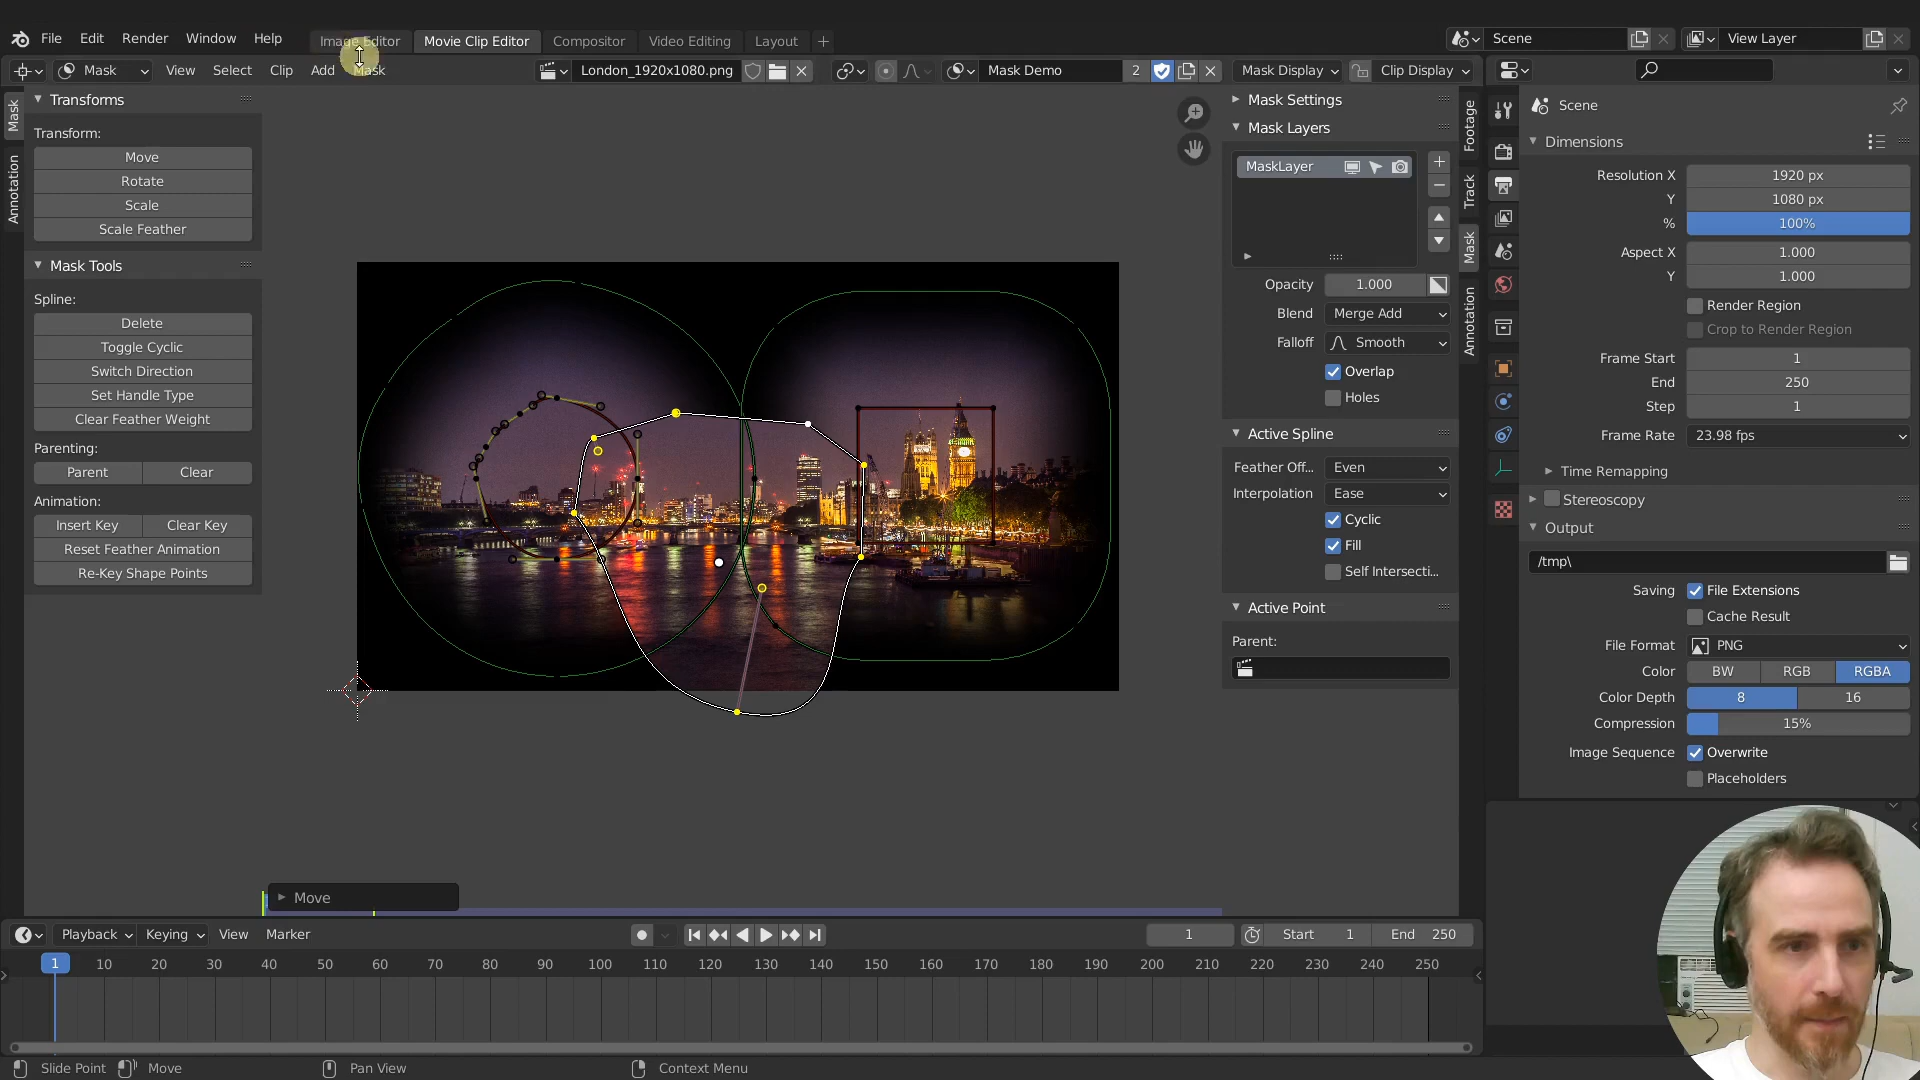 File Edit Render Window Help Image Editor Movie Clip Editor Compositor Video Editing Layout + Scene View Layer
Mask View Select Clip Add Mask London_1920x1080.png Mask Demo 2 Mask Display Clip Display
Mask
Annotation
Transforms
Transform:
Move
Rotate
Scale
Scale Feather
Mask Tools
Spline:
Delete
Toggle Cyclic
Switch Direction
Set Handle Type
Clear Feather Weight
Parenting:
Parent Clear
Animation:
Insert Key Clear Key
Reset Feather Animation
Re-Key Shape Points
Move
Mask Settings
Mask Layers
MaskLayer
Opacity 1.000
Blend Merge Add
Falloff Smooth
Overlap
Holes
Active Spline
Feather Off... Even
Interpolation Ease
Cyclic
Fill
Self Intersecti...
Active Point
Parent:
Footage
Track
Mask
Annotation
Scene
Dimensions
Resolution X 1920 px
Y 1080 px
% 100%
Aspect X 1.000
Y 1.000
Render Region
Crop to Render Region
Frame Start 1
End 250
Step 1
Frame Rate 23.98 fps
Time Remapping
Stereoscopy
Output
/tmp\
Saving File Extensions
Cache Result
File Format PNG
Color BW RGB RGBA
Color Depth 8 16
Compression 15%
Image Sequence Overwrite
Placeholders
Playback Keying View Marker 1 Start 1 End 250
1 10 20 30 40 50 60 70 80 90 100 110 120 130 140 150 160 170 180 190 200 210 220 230 240 250
Slide Point Move Pan View Context Menu